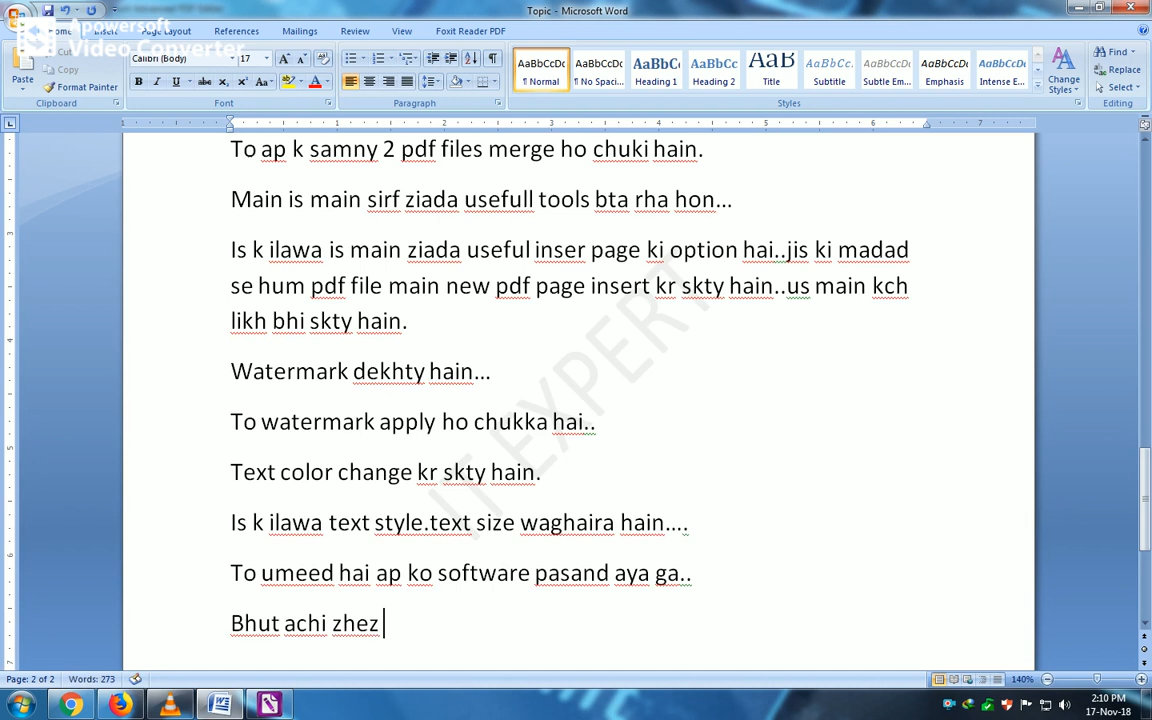 Topic - Microsoft Word
Apowersoft
Video Converter
Page Layout References Mailings Review View Foxit Reader PDF
Paste
Cut
Copy
Format Painter
Clipboard
Calibri (Body) 17
Font
Paragraph
AaBbCcDc ¶ Normal
AaBbCcDc ¶ No Spaci...
AaBbCc Heading 1
AaBbCc Heading 2
AaB Title
AaBbCc. Subtitle
AaBbCcDc Subtle Em...
AaBbCcDc Emphasis
AaBbCcDc Intense E...
Change Styles
Styles
Find
Replace
Select
Editing
To ap k samny 2 pdf files merge ho chuki hain.
Main is main sirf ziada usefull tools bta rha hon...
Is k ilawa is main ziada useful inser page ki option hai..jis ki madad
se hum pdf file main new pdf page insert kr skty hain..us main kch
likh bhi skty hain.
Watermark dekhty hain...
To watermark apply ho chukka hai..
Text color change kr skty hain.
Is k ilawa text style.text size waghaira hain....
To umeed hai ap ko software pasand aya ga..
Bhut achi zhez
IT EXPERT
Page: 2 of 2 Words: 273 140%
2:10 PM
17-Nov-18